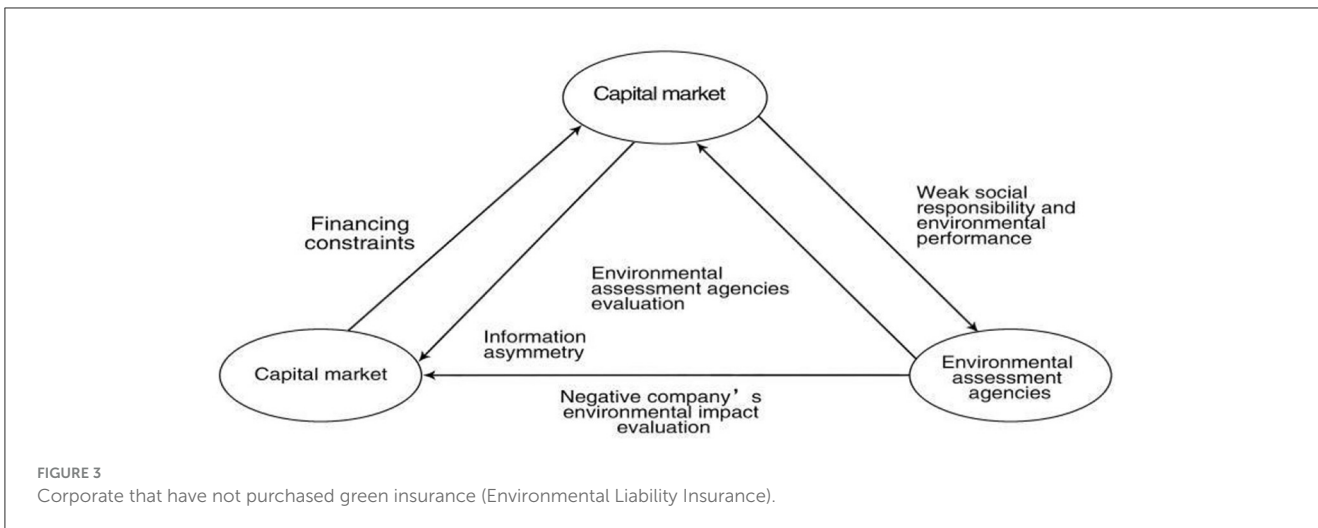 Capital market
Weak social
responsibility and
environmental
performance
Financing
constraints
Environmental
assessment agencies
evaluation
Information
asymmetry
Capital market
Environmental
assessment
agencies
Negative company’s
environmental impact
evaluation
FIGURE 3
Corporate that have not purchased green insurance (Environmental Liability Insurance).